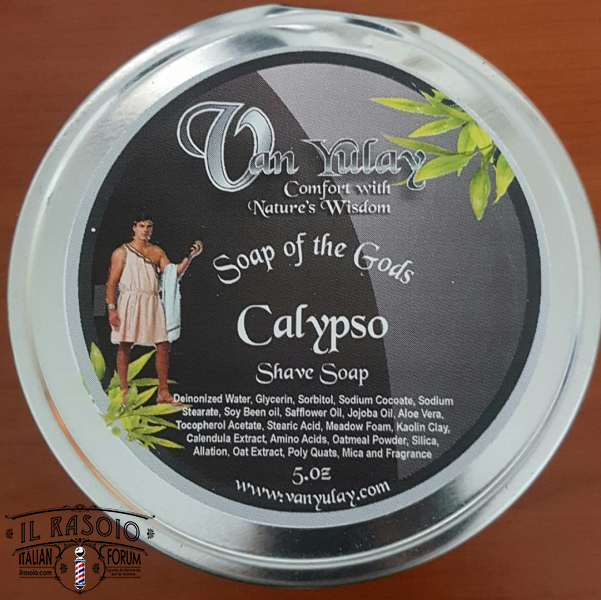 Van Yulay
Comfort with
Nature's Wisdom
Soap of the Gods
Calypso
Shave Soap
Deinonized Water, Glycerin, Sorbitol, Sodium Cocoate, Sodium
Stearate, Soy Been oil, Safflower Oil, Jojoba Oil, Aloe Vera,
Tocopherol Acetate, Stearic Acid, Meadow Foam, Kaolin Clay,
Calendula Extract, Amino Acids, Oatmeal Powder, Silica,
Allation, Oat Extract, Poly Quats, Mica and Fragrance
5.oz
www.vanyulay.com
IL RASOIO
ITALIAN FORUM
ilRasoio.com